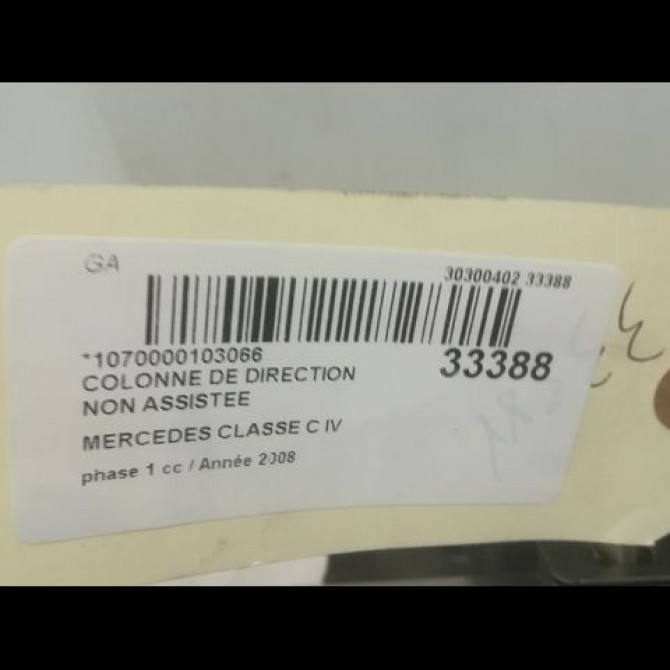 GA
30300402 33388
*1070000103066
33388
COLONNE DE DIRECTION
NON ASSISTEE
MERCEDES CLASSE C IV
phase 1 cc / Année 2008